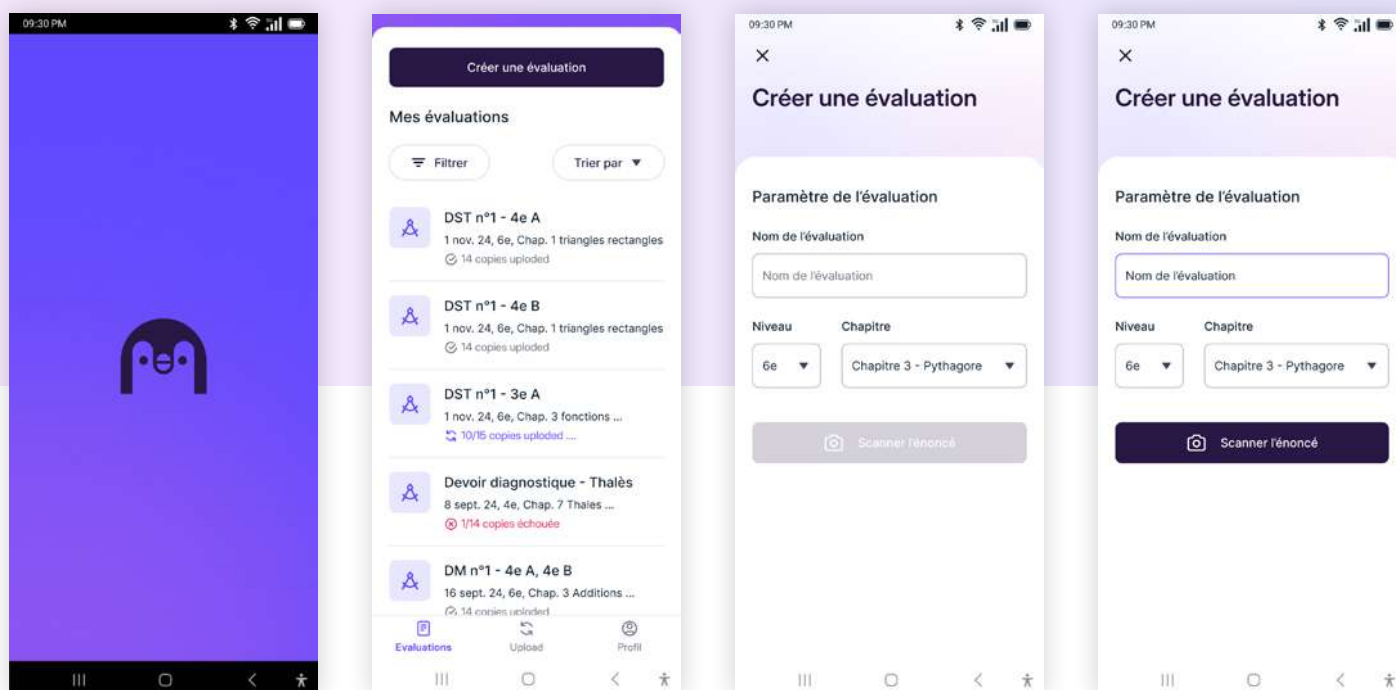 09:30 PM
Créer une évaluation
Mes évaluations
Filtrer
Trier par
DST n°1 - 4e A
1 nov. 24, 6e, Chap. 1 triangles rectangles
14 copies uploded
DST n°1 - 4e B
1 nov. 24, 6e, Chap. 1 triangles rectangles
14 copies uploded
DST n°1 - 3e A
1 nov. 24, 6e, Chap. 3 fonctions ...
10/15 copies uploded ....
Devoir diagnostique - Thalès
8 sept. 24, 4e, Chap. 7 Thales ...
1/14 copies échouée
DM n°1 - 4e A, 4e B
16 sept. 24, 6e, Chap. 3 Additions ...
14 copies uploded
Evaluations
Upload
Profil
09:30 PM
Créer une évaluation
Paramètre de l'évaluation
Nom de l'évaluation
Nom de l'évaluation
Niveau
Chapitre
6e
Chapitre 3 - Pythagore
Scanner l'énoncé
09:30 PM
Créer une évaluation
Paramètre de l'évaluation
Nom de l'évaluation
Nom de l'évaluation
Niveau
Chapitre
6e
Chapitre 3 - Pythagore
Scanner l'énoncé